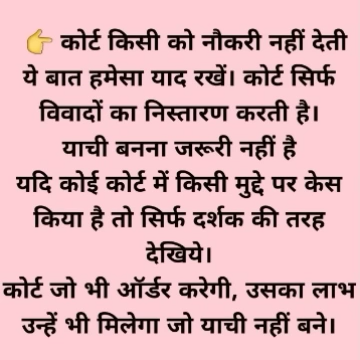 👉 कोर्ट किसी को नौकरी नहीं देती
ये बात हमेसा याद रखें। कोर्ट सिर्फ
विवादों का निस्तारण करती है।
याची बनना जरूरी नहीं है
यदि कोई कोर्ट में किसी मुद्दे पर केस
किया है तो सिर्फ दर्शक की तरह
देखिये।
कोर्ट जो भी ऑर्डर करेगी, उसका लाभ
उन्हें भी मिलेगा जो याची नहीं बने।